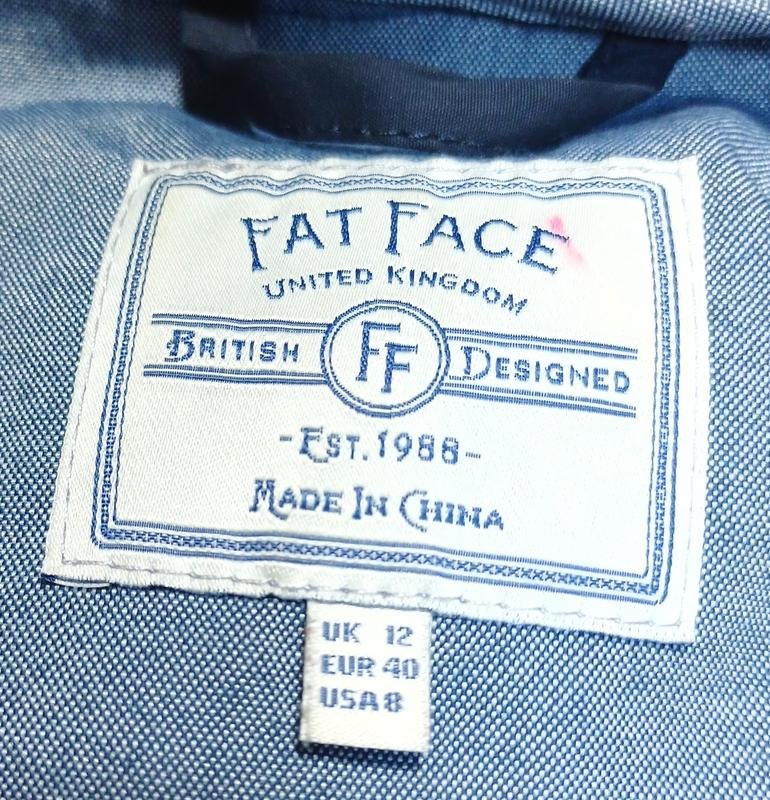 FAT FACE
UNITED KINGDOM
BRITISH FF DESIGNED
-EST. 1988-
MADE IN CHINA
UK 12
EUR 40
USA 8